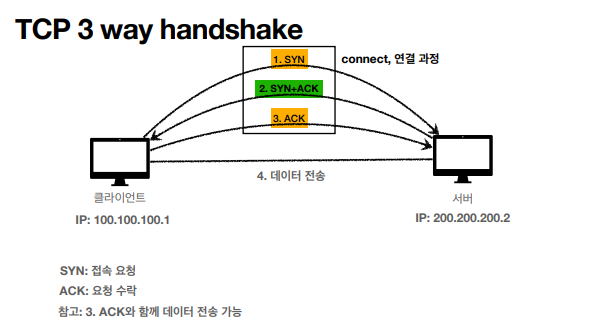 TCP 3 way handshake
1. SYN
connect, 연결 과정
2. SYN+ACK
3. ACK
4. 데이터 전송
클라이언트
서버
IP: 100.100.100.1
IP: 200.200.200.2
SYN: 접속 요청
ACK: 요청 수락
참고: 3. ACK와 함께 데이터 전송 가능